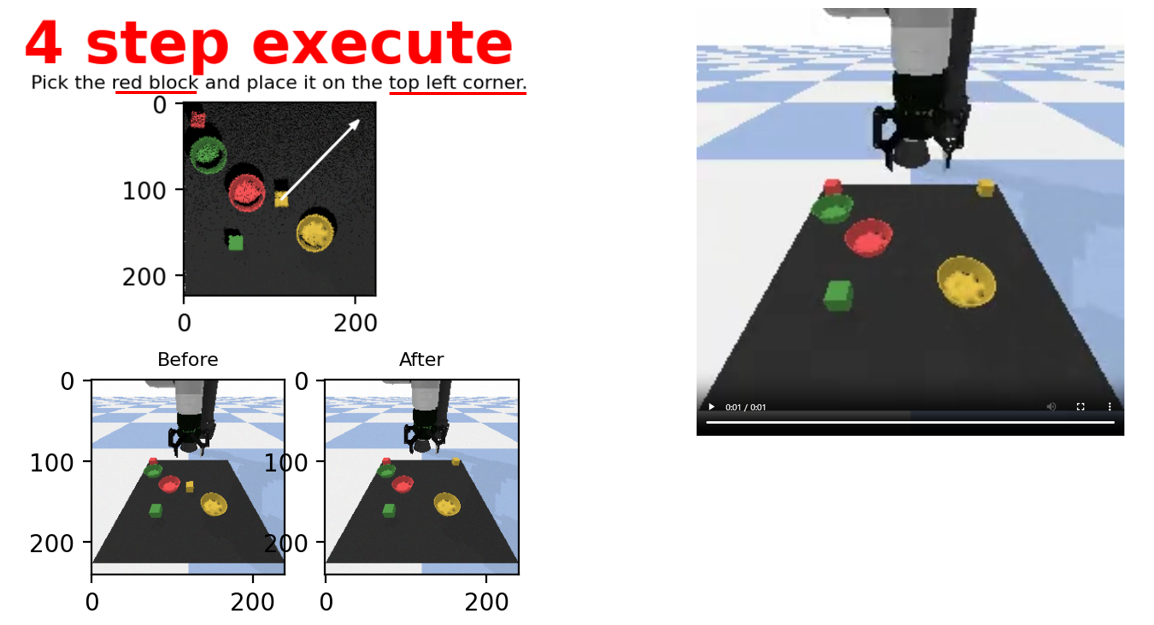 4 step execute
Pick the red block and place it on the top left corner.
0
100
200
0 200
Before After
0 0
100 100
200 200
0 200 0 200
0:01 / 0:01